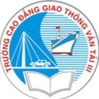 TRƯỜNG CAO ĐẲNG GIAO THÔNG VẬN TẢI III